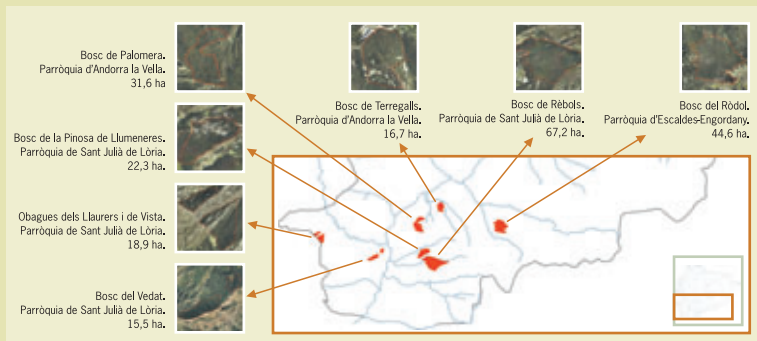 Bosc de Palomera.
Parròquia d'Andorra la Vella.
31,6 ha
Bosc de Terregalls.
Parròquia d'Andorra la Vella.
16,7 ha.
Bosc de Rèbols.
Parròquia de Sant Julià de Lòria.
67,2 ha
Bosc del Ròdol.
Parròquia d'Escaldes-Engordany.
44,6 ha.
Bosc de la Pinosa de Llumeneres.
Parròquia de Sant Julià de Lòria.
22,3 ha.
Obagues dels Llaurers i de Vista.
Parròquia de Sant Julià de Lòria.
18,9 ha.
Bosc del Vedat.
Parròquia de Sant Julià de Lòria.
15,5 ha.